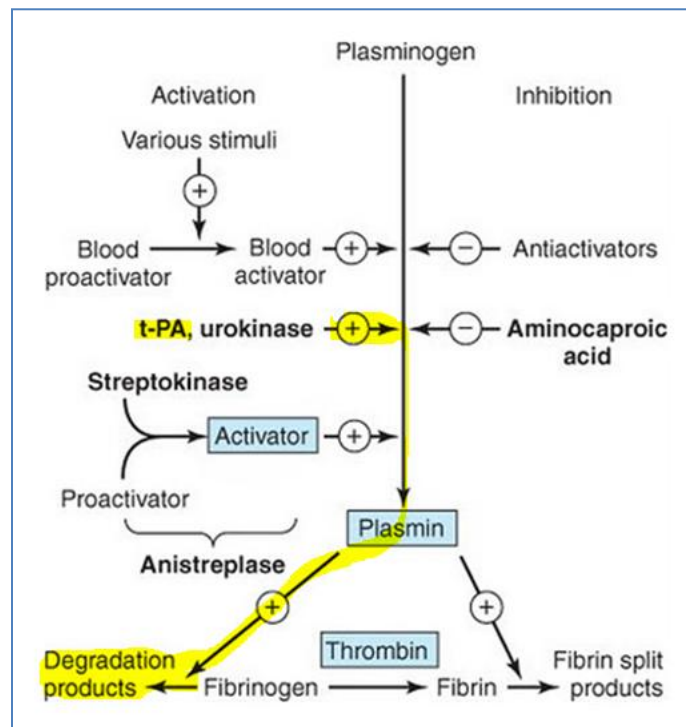 Plasminogen
Activation
Inhibition
Various stimuli
+
Blood
proactivator
Blood
activator
+
−
Antiactivators
t-PA, urokinase
+
−
Aminocaproic
acid
Streptokinase
Activator
+
Proactivator
Plasmin
Anistreplase
+
+
Thrombin
Degradation
products
Fibrinogen
Fibrin
Fibrin split
products